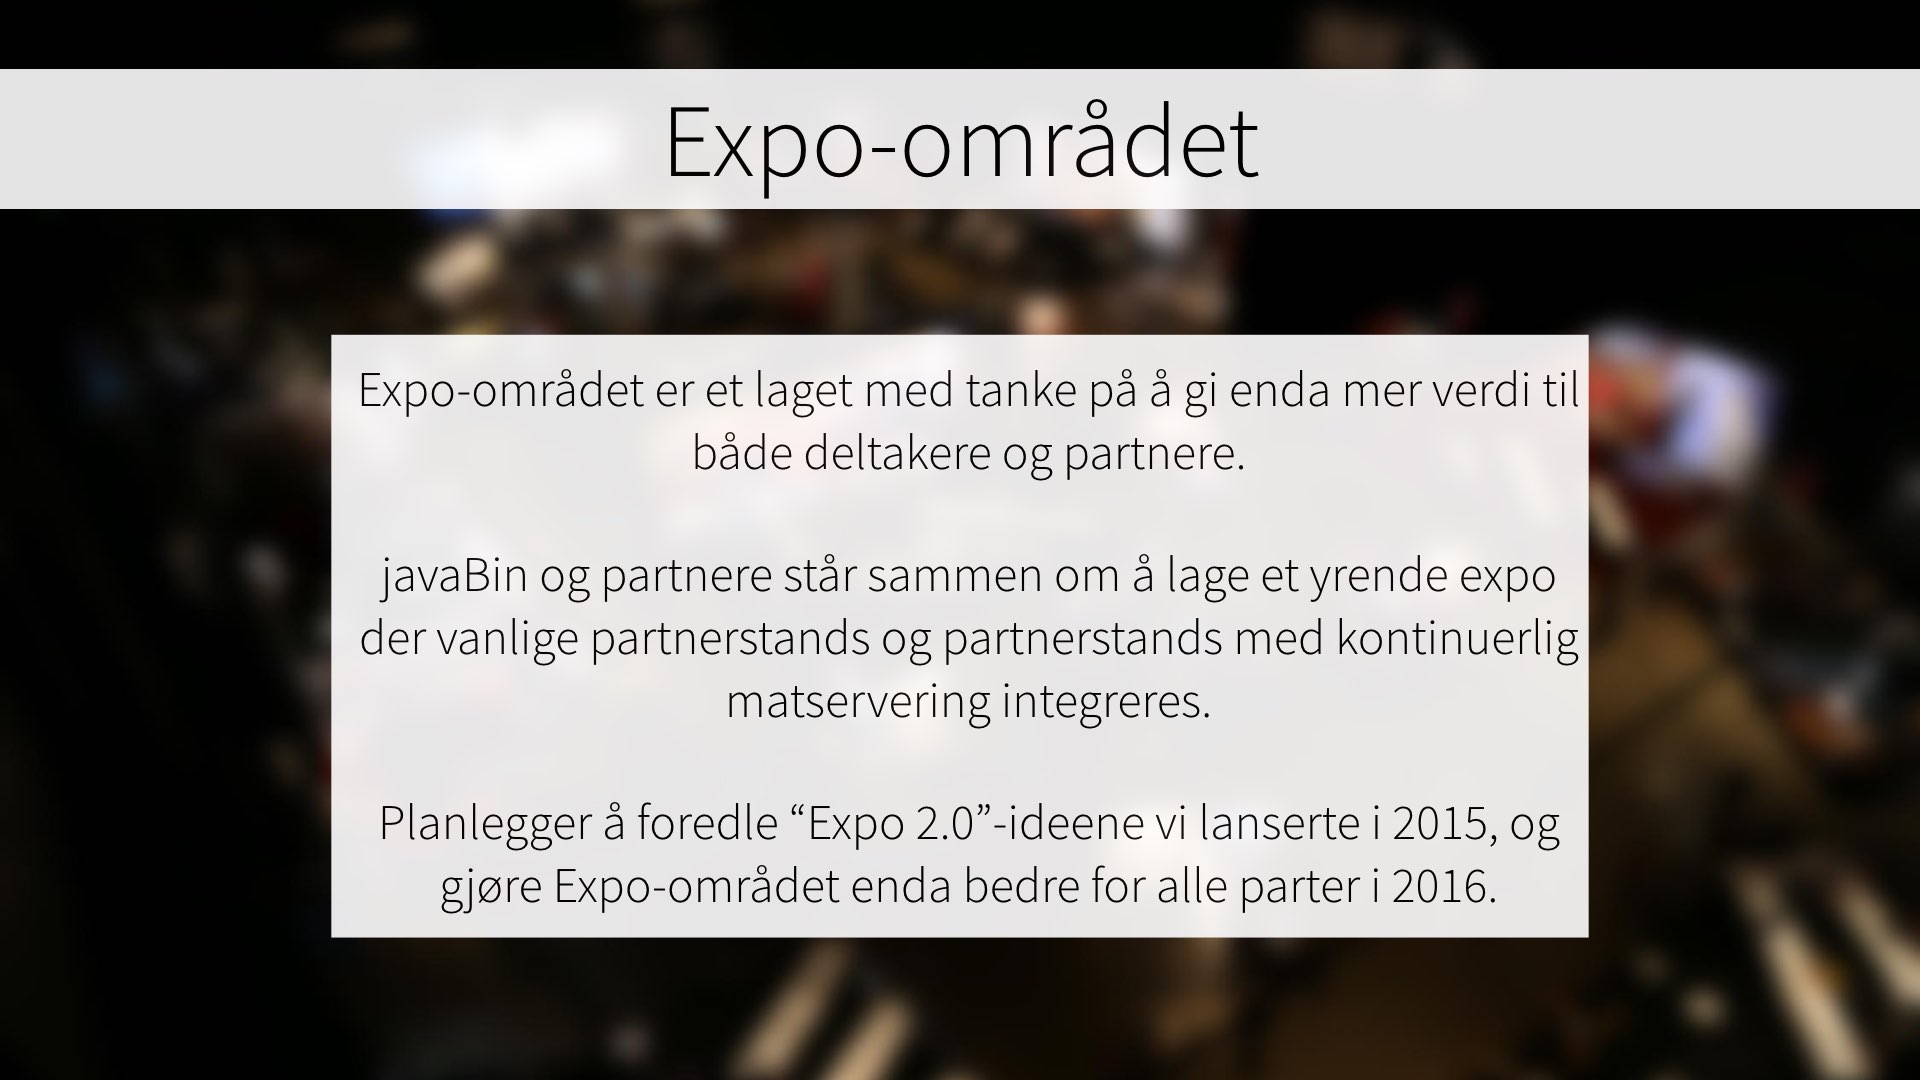 Expo-området
Expo-området er et laget med tanke på å gi enda mer verdi til
både deltakere og partnere.
javaBin og partnere står sammen om å lage et yrende expo
der vanlige partnerstands og partnerstands med kontinuerlig
matservering integreres.
Planlegger å foredle “Expo 2.0”-ideene vi lanserte i 2015, og
gjøre Expo-området enda bedre for alle parter i 2016.